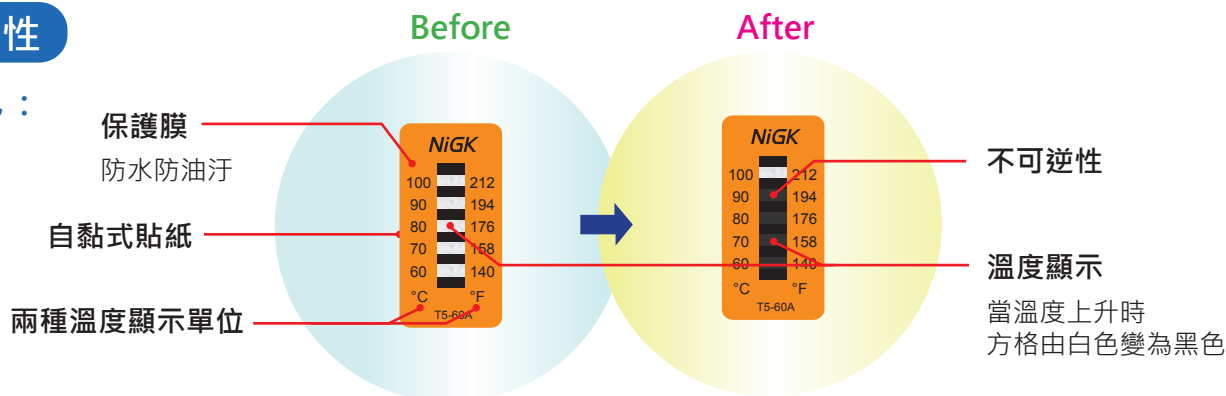 性
：
Before
After
保護膜
防水防油汙
自黏式貼紙
兩種溫度顯示單位
NiGK
100 212
90 194
80 176
70 158
60 140
°C °F
T5-60A
NiGK
100 212
90 194
80 176
70 158
60 140
°C °F
T5-60A
不可逆性
溫度顯示
當溫度上升時
方格由白色變為黑色